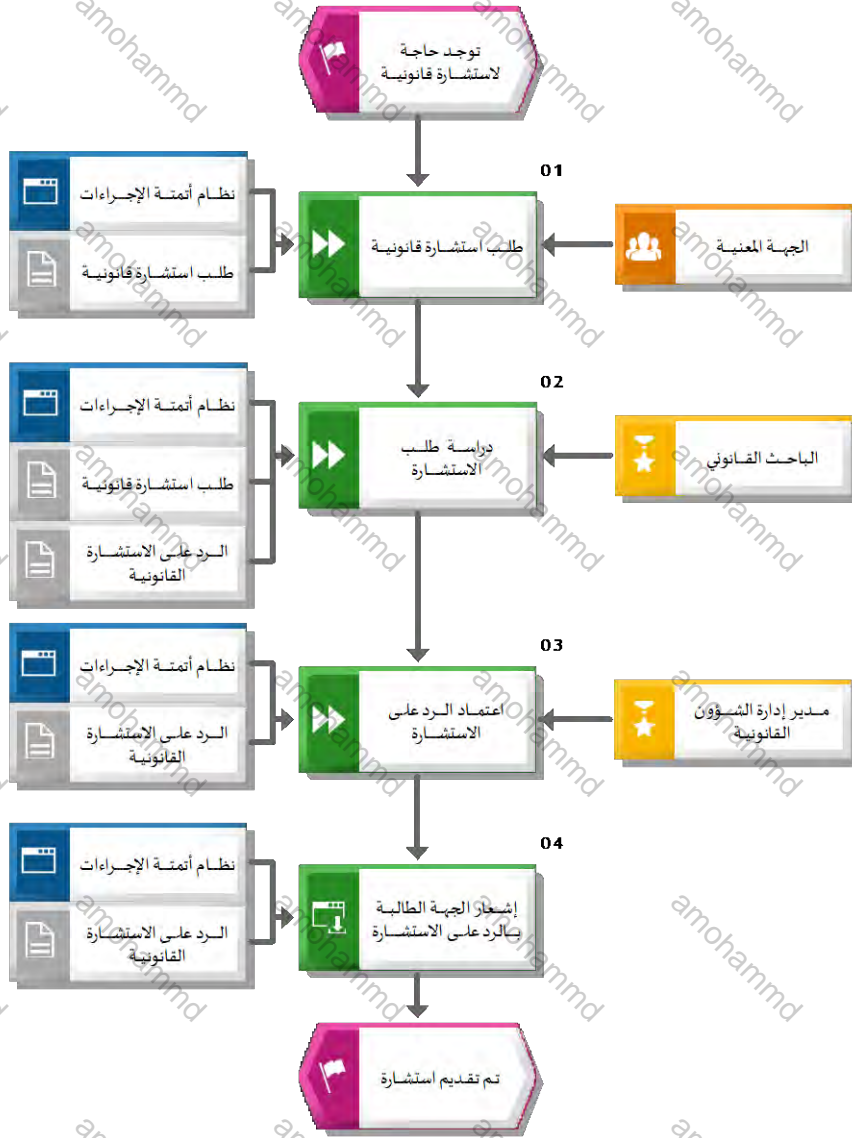 توجد حاجة
لاستشارة قانونية
01
نظام أتمتة الإجراءات
طلب استشارة قانونية
طلب استشارة قانونية
الجهة المعنية
02
نظام أتمتة الإجراءات
طلب استشارة قانونية
الرد على الاستشارة
القانونية
دراسة طلب
الاستشارة
الباحث القانوني
03
نظام أتمتة الإجراءات
الرد على الاستشارة
القانونية
اعتماد الرد على
الاستشارة
مدير إدارة الشؤون
القانونية
04
نظام أتمتة الإجراءات
الرد على الاستشارة
القانونية
إشعار الجهة الطالبة
بالرد على الاستشارة
تم تقديم استشارة
amohammd